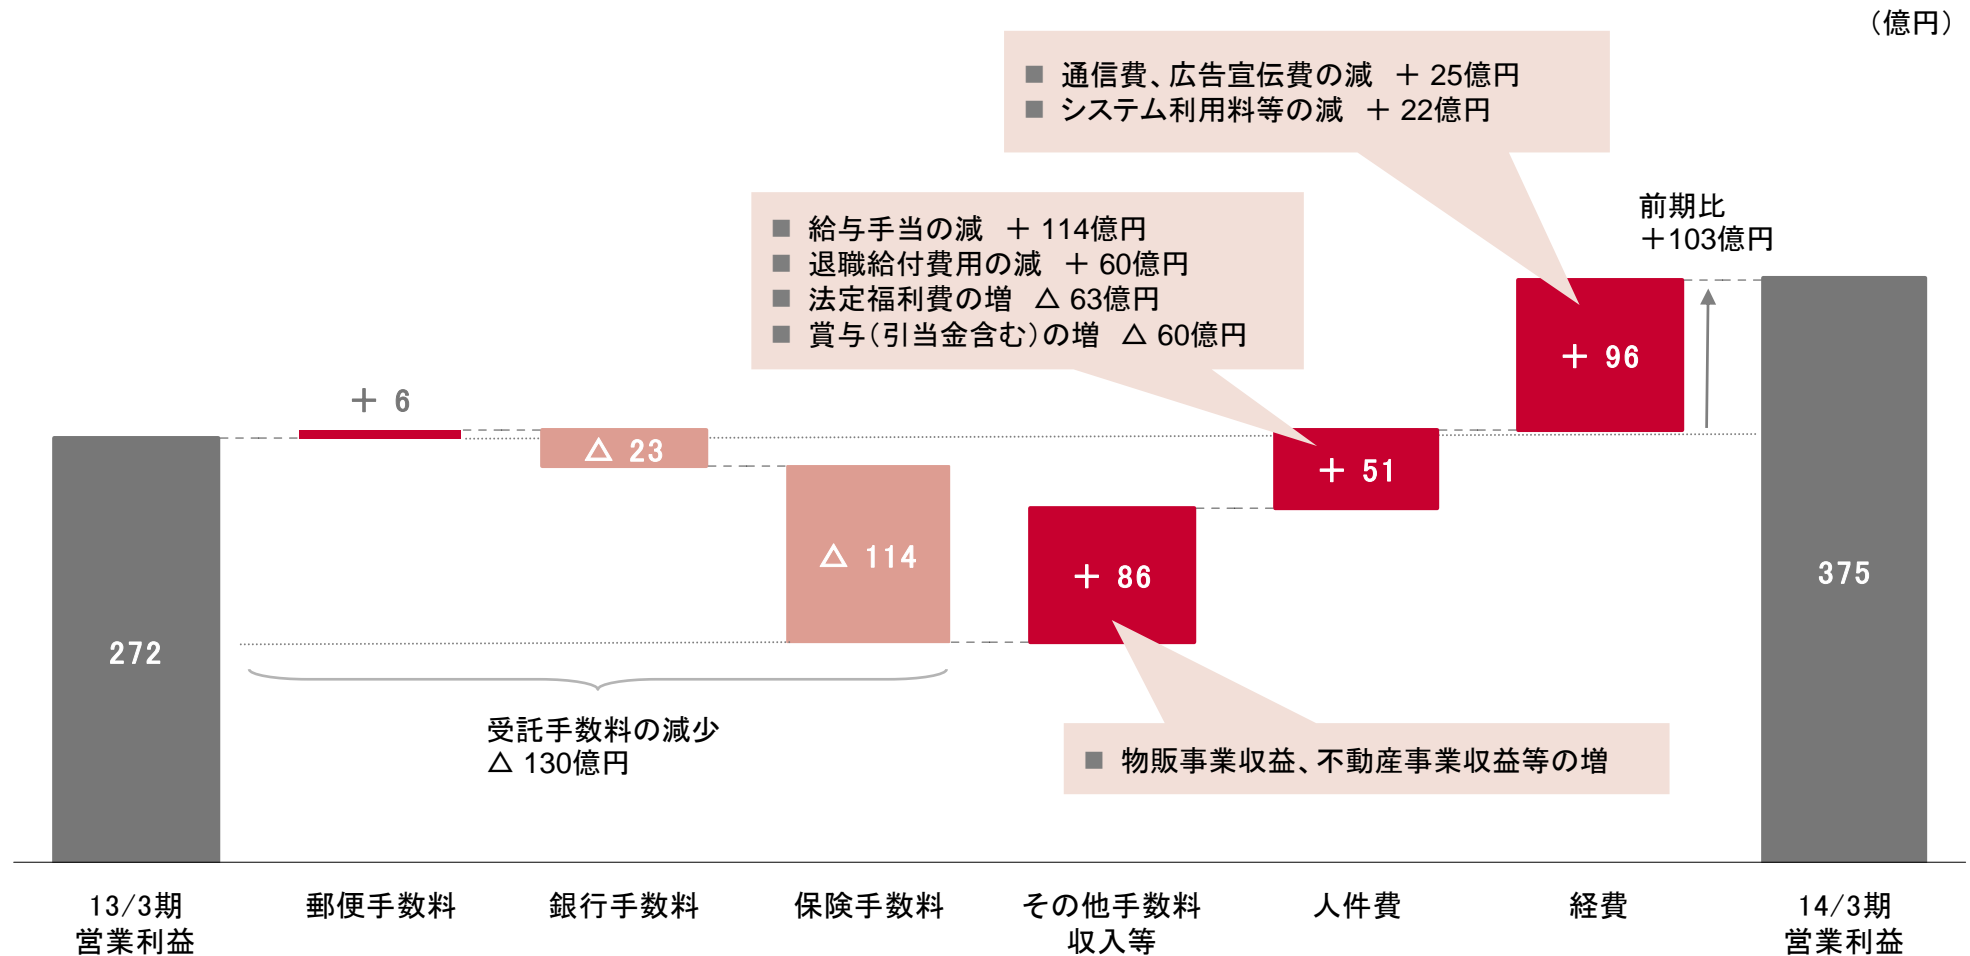 （億円）
■ 通信費、広告宣伝費の減 ＋ 25億円
■ システム利用料等の減 ＋ 22億円
■ 給与手当の減 ＋ 114億円
■ 退職給付費用の減 ＋ 60億円
■ 法定福利費の増 △ 63億円
■ 賞与（引当金含む）の増 △ 60億円
前期比
＋103億円
＋ 6
△ 23
△ 114
＋ 86
＋ 51
＋ 96
272
375
受託手数料の減少
△ 130億円
■ 物販事業収益、不動産事業収益等の増
13/3期
営業利益
郵便手数料
銀行手数料
保険手数料
その他手数料
収入等
人件費
経費
14/3期
営業利益